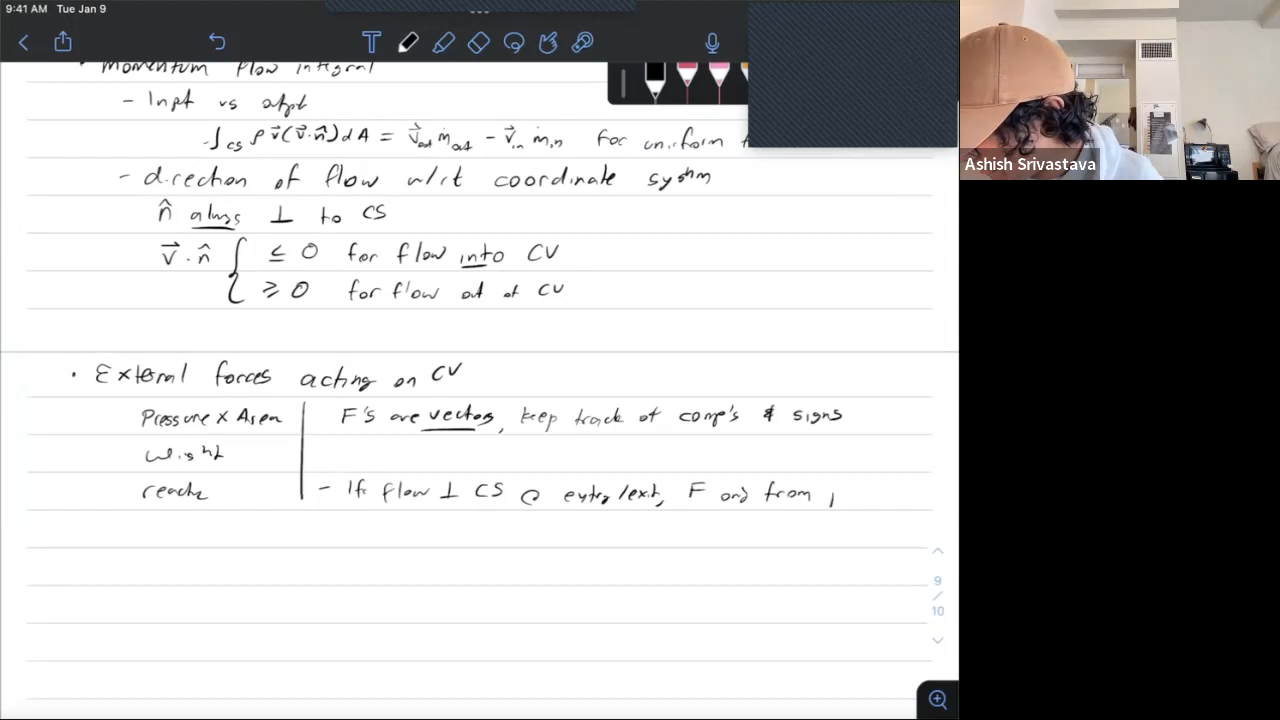 9:41 AM Tue Jan 9
Ashish Srivastava
• Momentum flow integral
- Inpt vs otpt
∫cs ρ v⃗(v⃗·n̂)dA = v⃗out ṁout - v⃗in ṁin for uniform
- direction of flow w/rt coordinate systm
n̂ alwys ⊥ to CS
v⃗·n̂ { ≤ 0 for flow into CV
≥ 0 for flow out of CV
• External forces acting on CV
Pressure x Area | F's are vectors, keep track of comp's & signs
weight
- If flow ⊥ CS @ entry/exit, F only from
9
/
10